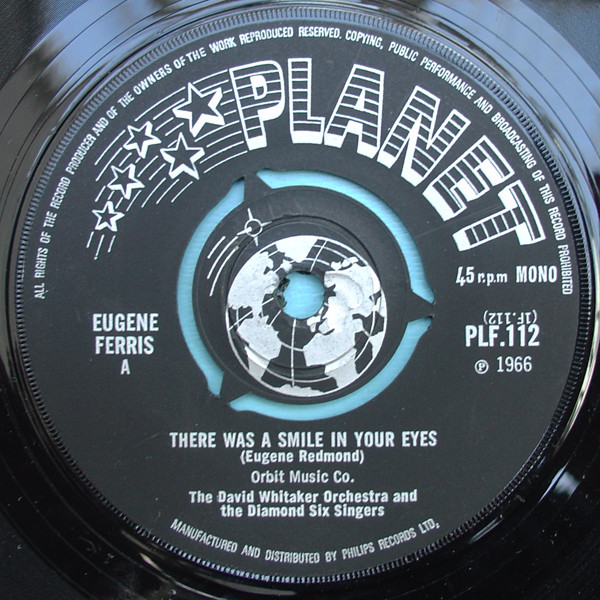 ALL RIGHTS OF THE RECORD PRODUCER AND OF THE OWNERS OF THE WORK REPRODUCED RESERVED. COPYING, PUBLIC PERFORMANCE AND BROADCASTING OF THIS RECORD PROHIBITED
PLANET
45 r.p.m MONO
(1F.112)
PLF.112
℗ 1966
EUGENE
FERRIS
A
THERE WAS A SMILE IN YOUR EYES
(Eugene Redmond)
Orbit Music Co.
The David Whitaker Orchestra and
the Diamond Six Singers
MANUFACTURED AND DISTRIBUTED BY PHILIPS RECORDS LTD.